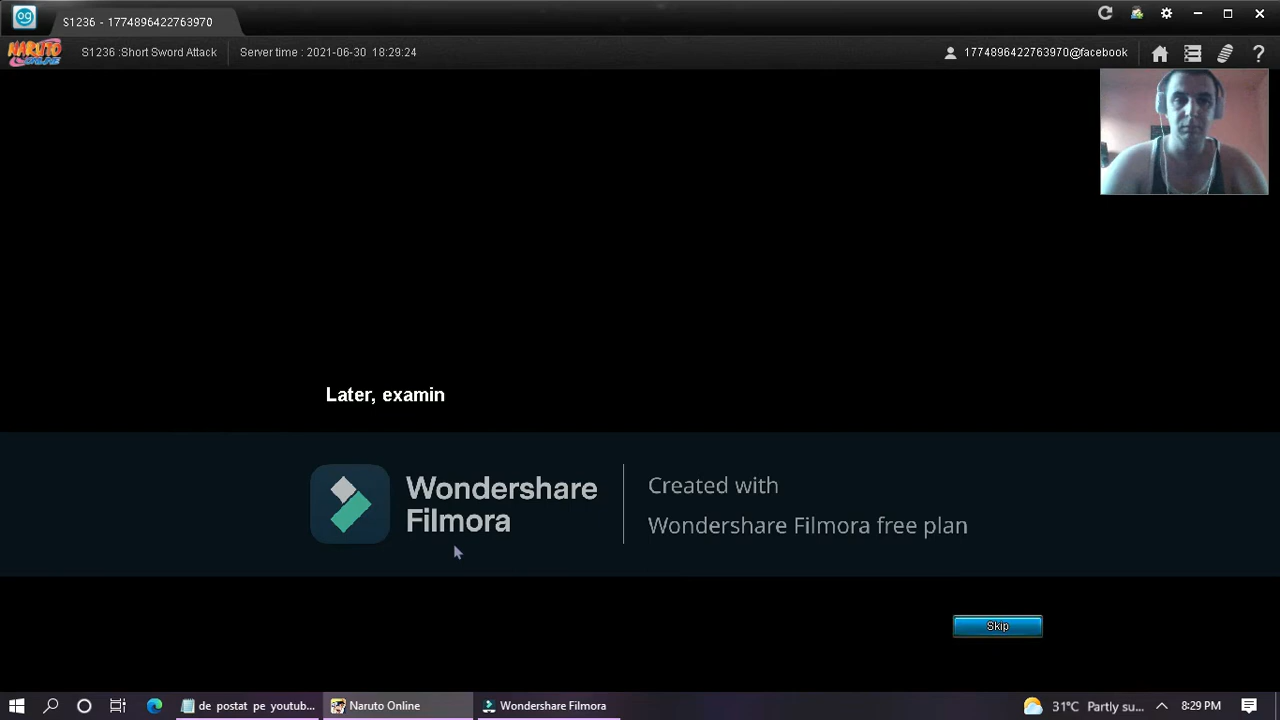 S1236 - 1774896422763970
NARUTO ONLINE
S1236 :Short Sword Attack
Server time : 2021-06-30 18:29:24
1774896422763970@facebook
Later, examin
Wondershare Filmora
Created with
Wondershare Filmora free plan
Skip
de postat pe youtub...
Naruto Online
Wondershare Filmora
31°C Partly su...
8:29 PM